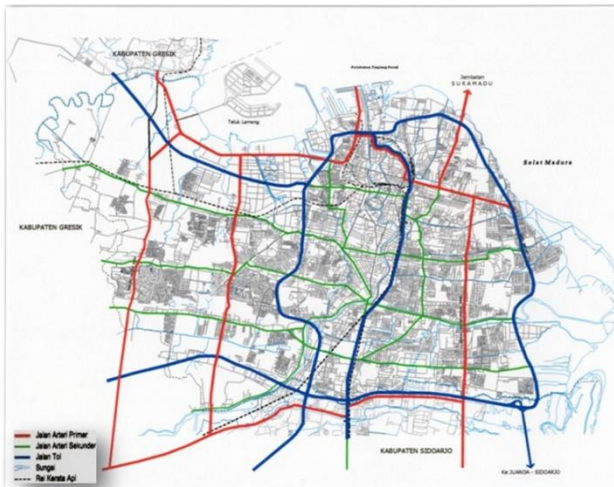 KABUPATEN GRESIK
Pelabuhan Tanjung Perak
Jembatan
SURAMADU
Teluk Lamong
Selat Madura
KABUPATEN GRESIK
Jalan Arteri Primer
Jalan Arteri Sekunder
Jalan Tol
Sungai
Rel Kereta Api
KABUPATEN SIDOARJO
Ke JUANDA - SIDOARJO